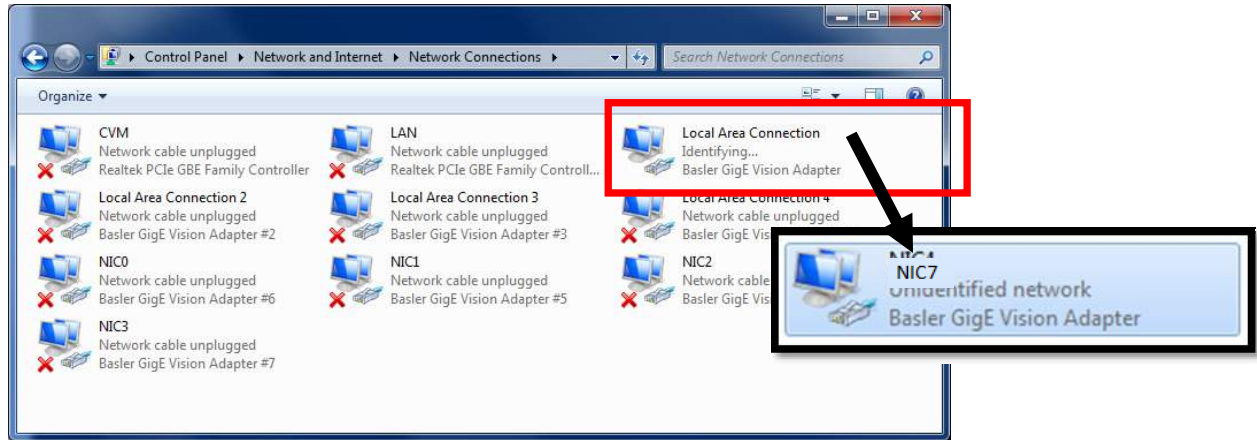 Control Panel ▸ Network and Internet ▸ Network Connections ▸
Search Network Connections
Organize
CVM
Network cable unplugged
Realtek PCIe GBE Family Controller
LAN
Network cable unplugged
Realtek PCIe GBE Family Controll...
Local Area Connection
Identifying...
Basler GigE Vision Adapter
Local Area Connection 2
Network cable unplugged
Basler GigE Vision Adapter #2
Local Area Connection 3
Network cable unplugged
Basler GigE Vision Adapter #3
Local Area Connection 4
Network cable unplugged
Basler GigE Vis
NIC0
Network cable unplugged
Basler GigE Vision Adapter #6
NIC1
Network cable unplugged
Basler GigE Vision Adapter #5
NIC2
Network cable
Basler GigE Vis
NIC3
Network cable unplugged
Basler GigE Vision Adapter #7
NIC7
Unidentified network
Basler GigE Vision Adapter